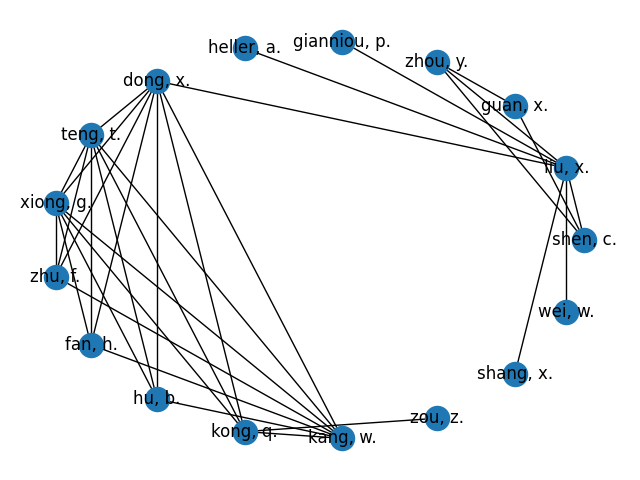 heller, a.
gianniou, p.
zhou, y.
dong, x.
guan, x.
teng, t.
liu, x.
xiong, g.
shen, c.
zhu, f.
wei, w.
fan, h.
shang, x.
hu, b.
zou, z.
kong, q.
kang, w.